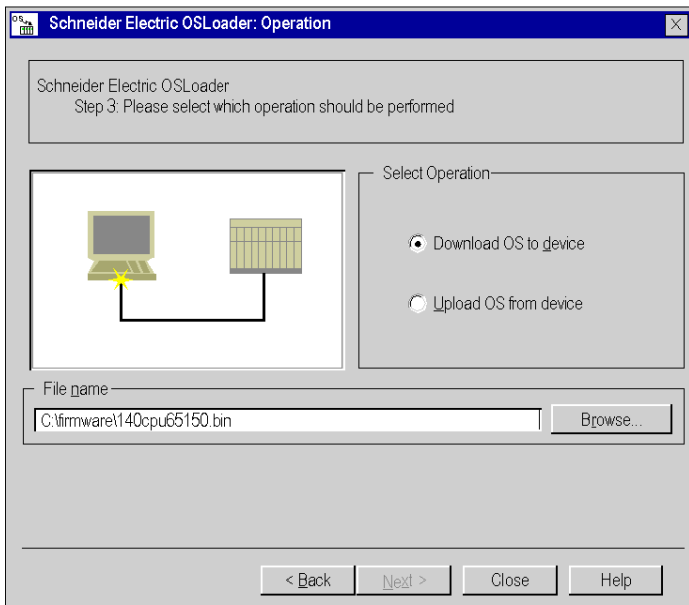 OS
Schneider Electric OSLoader: Operation
Schneider Electric OSLoader
Step 3: Please select which operation should be performed
Select Operation
Download OS to device
Upload OS from device
File name
C:\firmware\140cpu65150.bin
Browse...
< Back
Next >
Close
Help